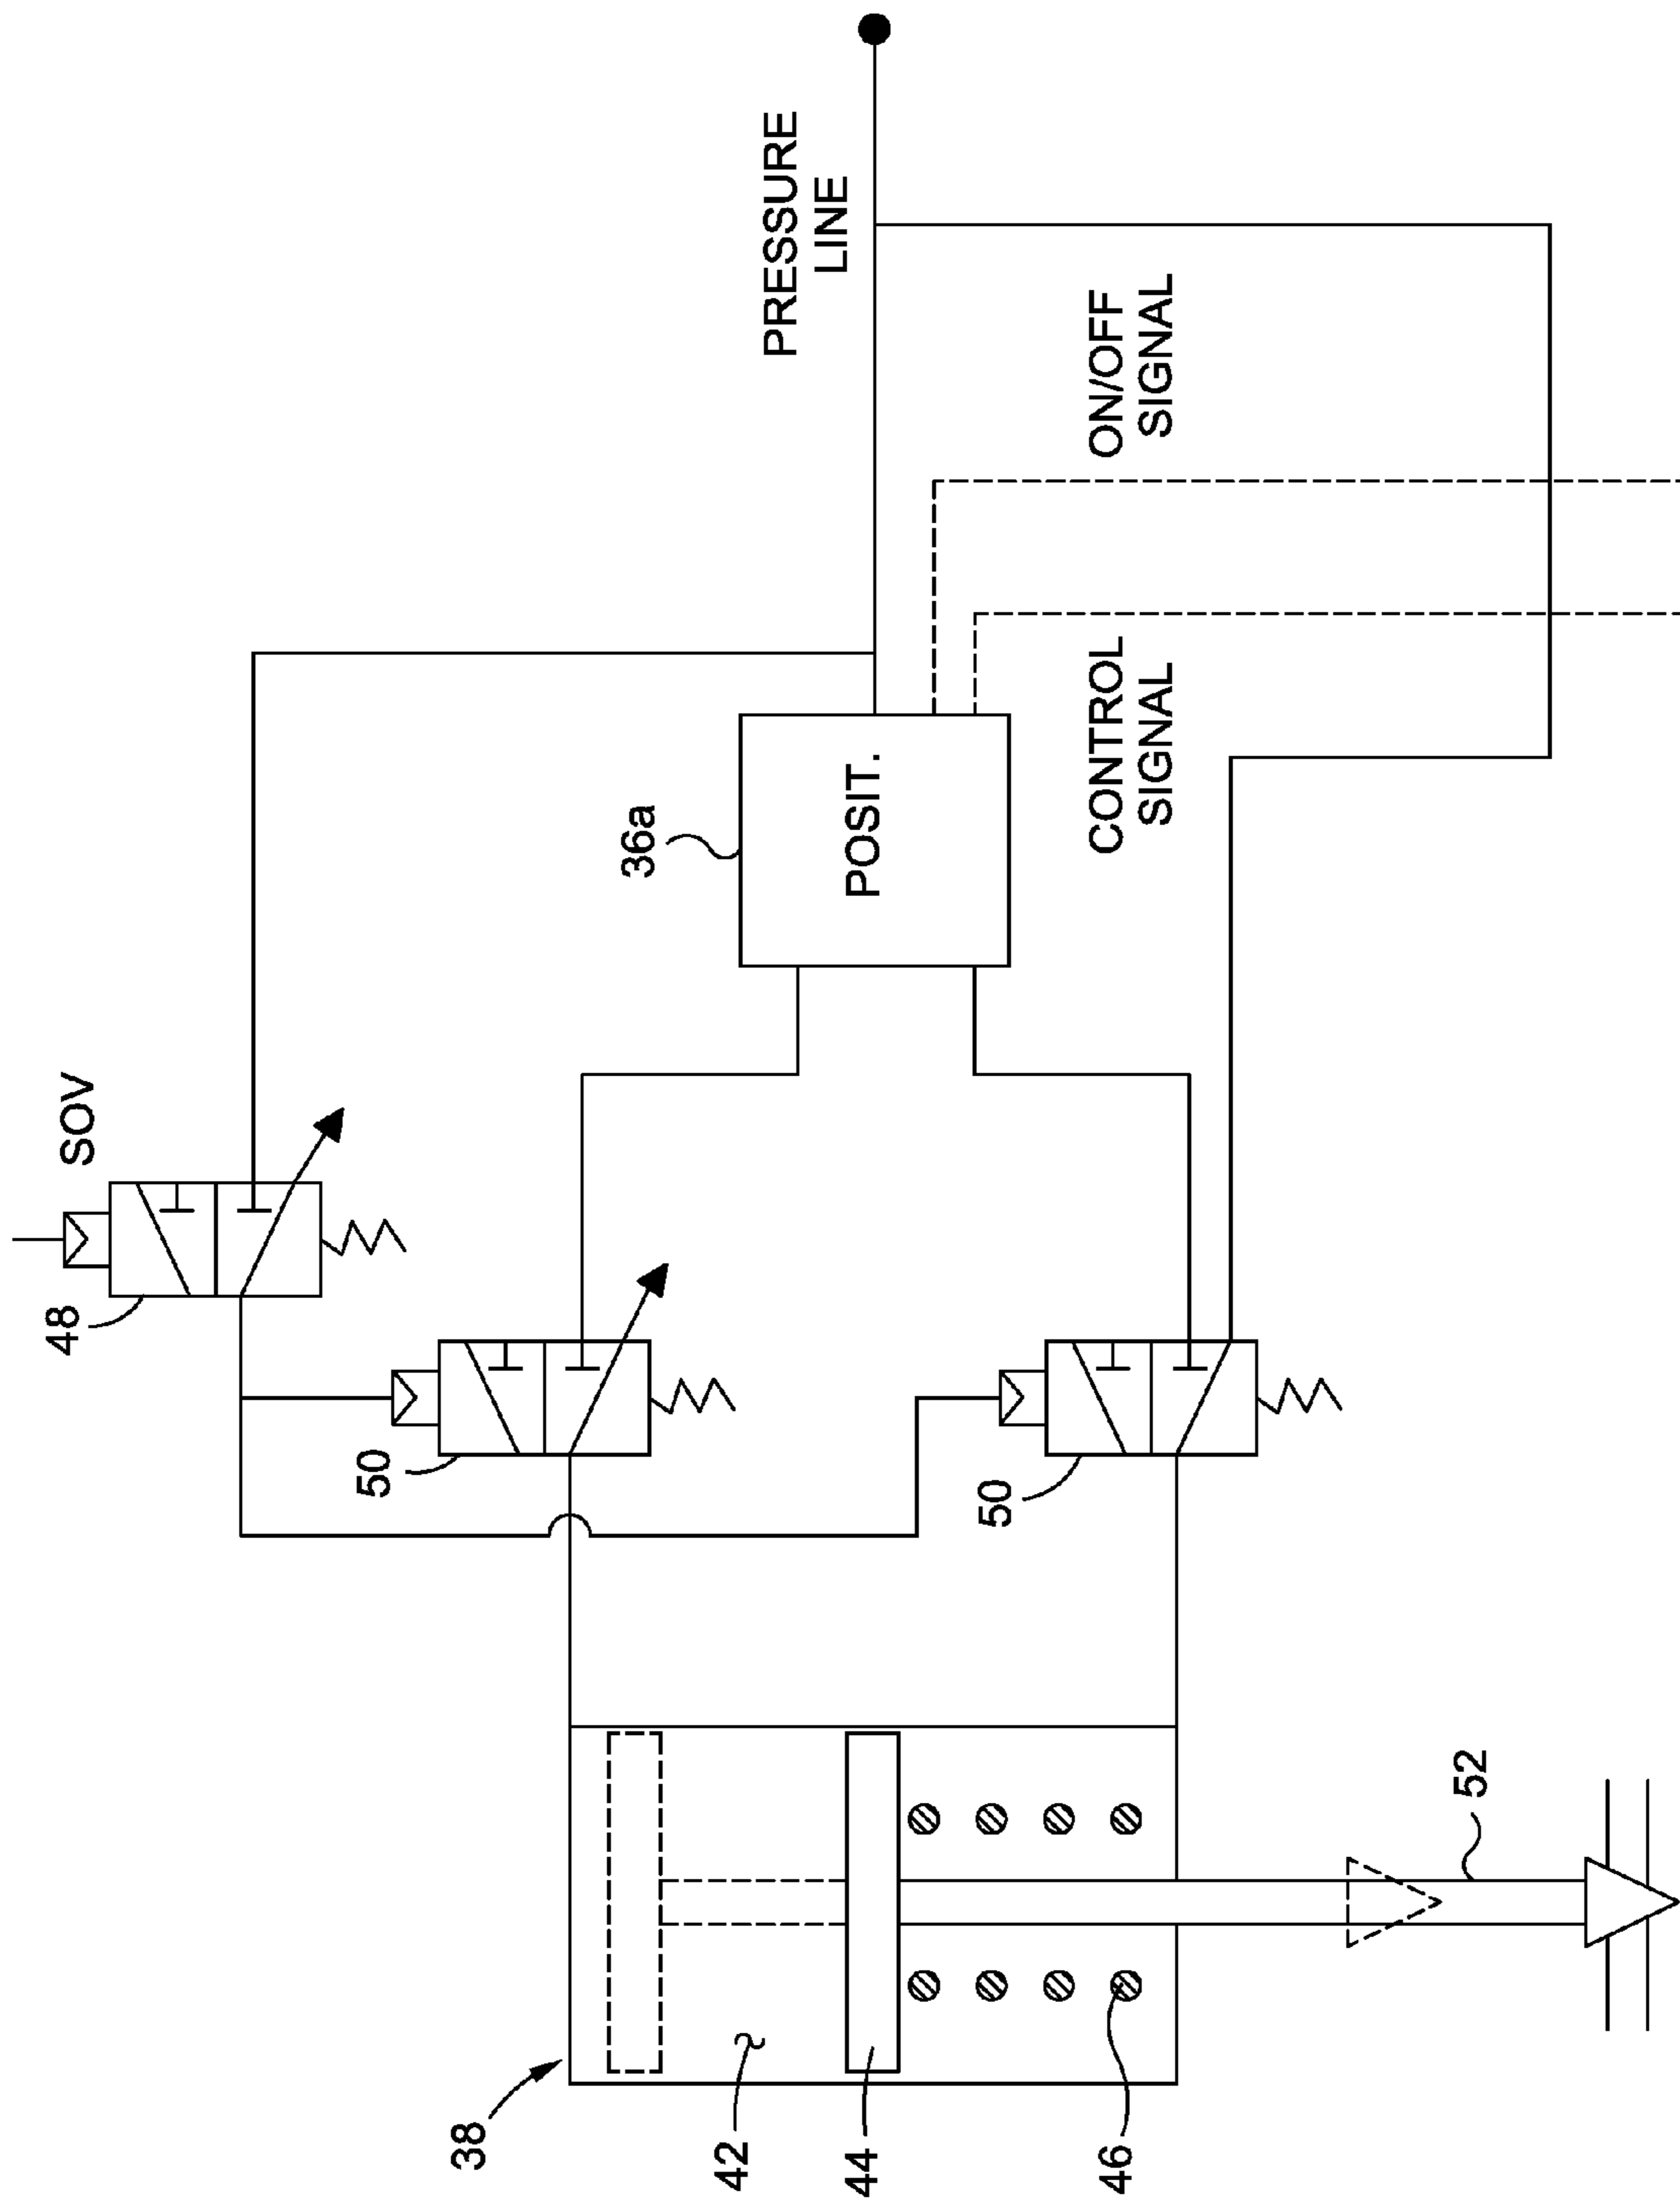 SOV
48
50
50
36a
POSIT.
PRESSURE
LINE
ON/OFF
SIGNAL
CONTROL
SIGNAL
38
42
44
46
52